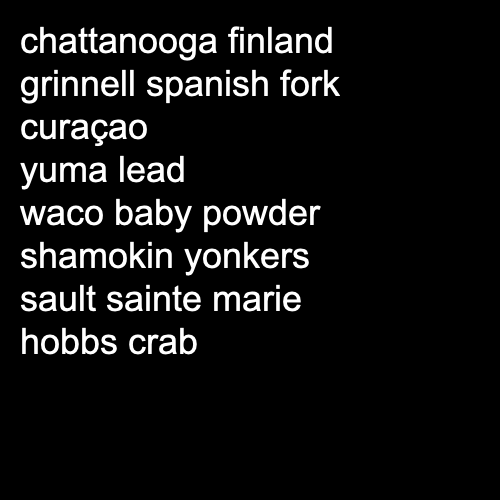 chattanooga finland
grinnell spanish fork
curaçao
yuma lead
waco baby powder
shamokin yonkers
sault sainte marie
hobbs crab